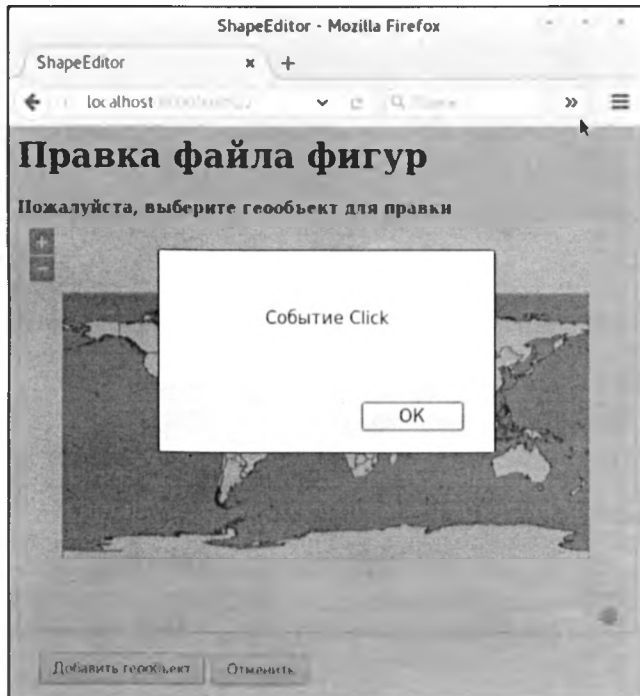 ShapeEditor - Mozilla Firefox
ShapeEditor × +
localhost
»
Правка файла фигур
Пожалуйста, выберите геообъект для правки
+
−
Событие Click
OK
Добавить геообъект Отменить